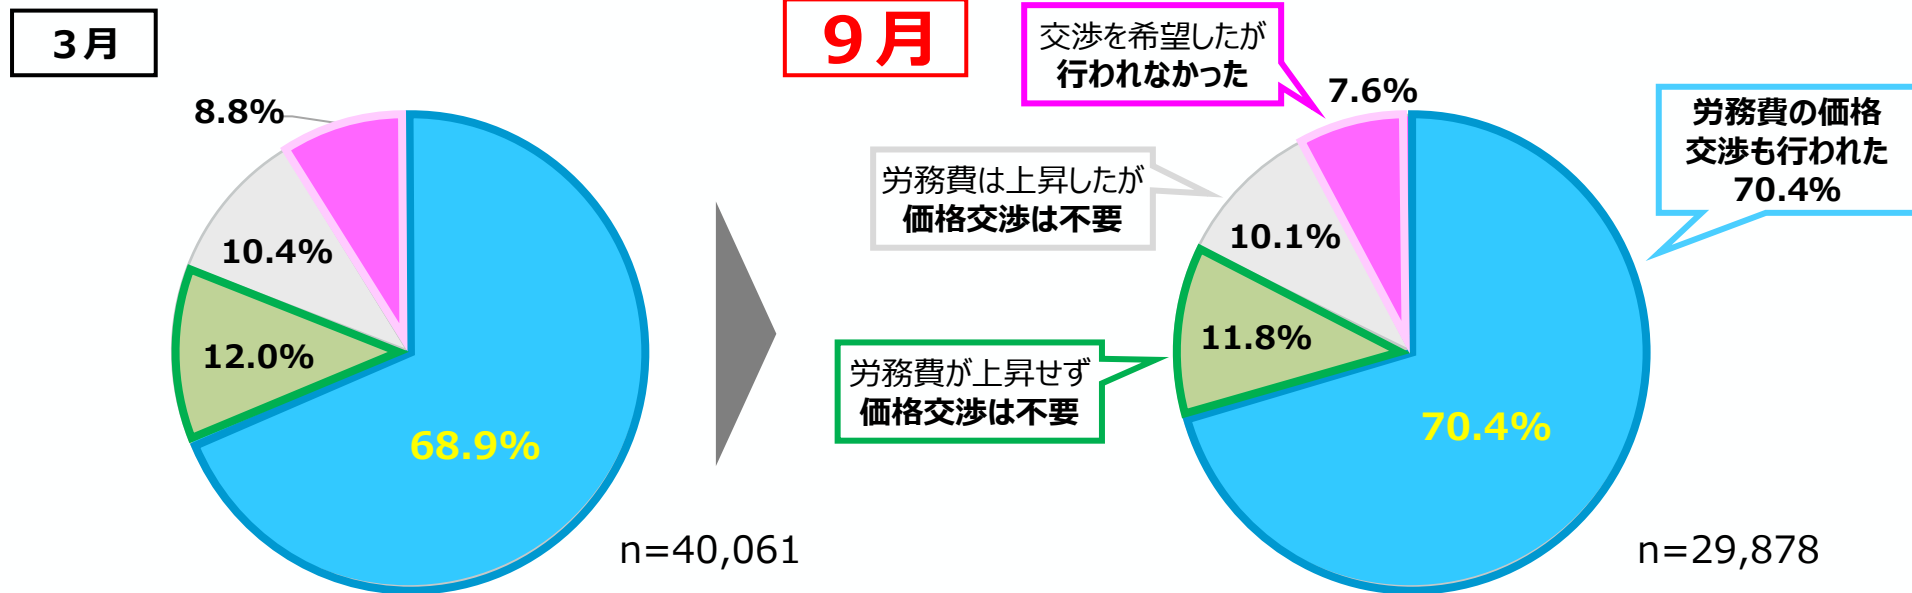 ３月
8.8%
10.4%
12.0%
68.9%
n=40,061
９月
交渉を希望したが
行われなかった
7.6%
労務費の価格
交渉も行われた
70.4%
労務費は上昇したが
価格交渉は不要
10.1%
労務費が上昇せず
価格交渉は不要
11.8%
70.4%
n=29,878